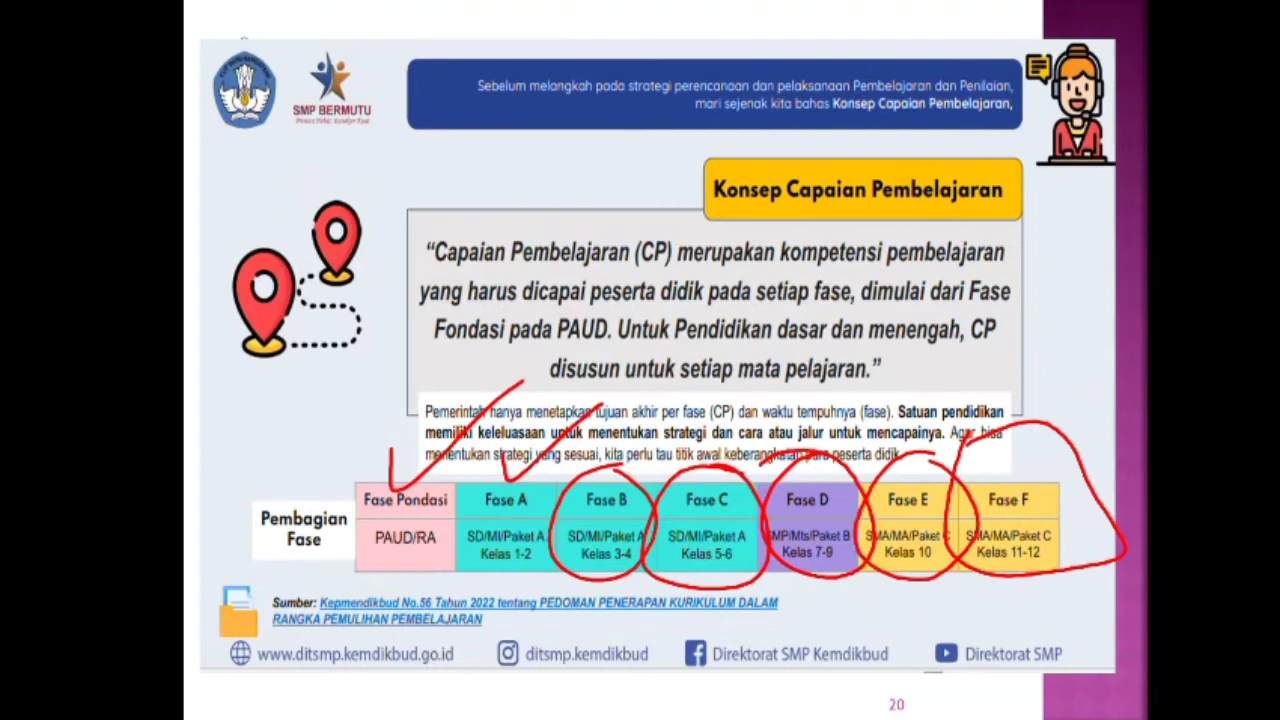 Sebelum melangkah pada strategi perencanaan dan pelaksanaan Pembelajaran dan Penilaian,
mari sejenak kita bahas Konsep Capaian Pembelajaran,
SMP BERMUTU
Konsep Capaian Pembelajaran
“Capaian Pembelajaran (CP) merupakan kompetensi pembelajaran
yang harus dicapai peserta didik pada setiap fase, dimulai dari Fase
Fondasi pada PAUD. Untuk Pendidikan dasar dan menengah, CP
disusun untuk setiap mata pelajaran.”
Pemerintah hanya menetapkan tujuan akhir per fase (CP) dan waktu tempuhnya (fase). Satuan pendidikan
memiliki keleluasaan untuk menentukan strategi dan cara atau jalur untuk mencapainya. Agar bisa
menentukan strategi yang sesuai, kita perlu tau titik awal keberangkatan para peserta didik.
Pembagian
Fase
Fase Pondasi
Fase A
Fase B
Fase C
Fase D
Fase E
Fase F
PAUD/RA
SD/MI/Paket A
Kelas 1-2
SD/MI/Paket A
Kelas 3-4
SD/MI/Paket A
Kelas 5-6
SMP/Mts/Paket B
Kelas 7-9
SMA/MA/Paket C
Kelas 10
SMA/MA/Paket C
Kelas 11-12
Sumber: Kepmendikbud No.56 Tahun 2022 tentang PEDOMAN PENERAPAN KURIKULUM DALAM
RANGKA PEMULIHAN PEMBELAJARAN
www.ditsmp.kemdikbud.go.id
ditsmp.kemdikbud
Direktorat SMP Kemdikbud
Direktorat SMP
20